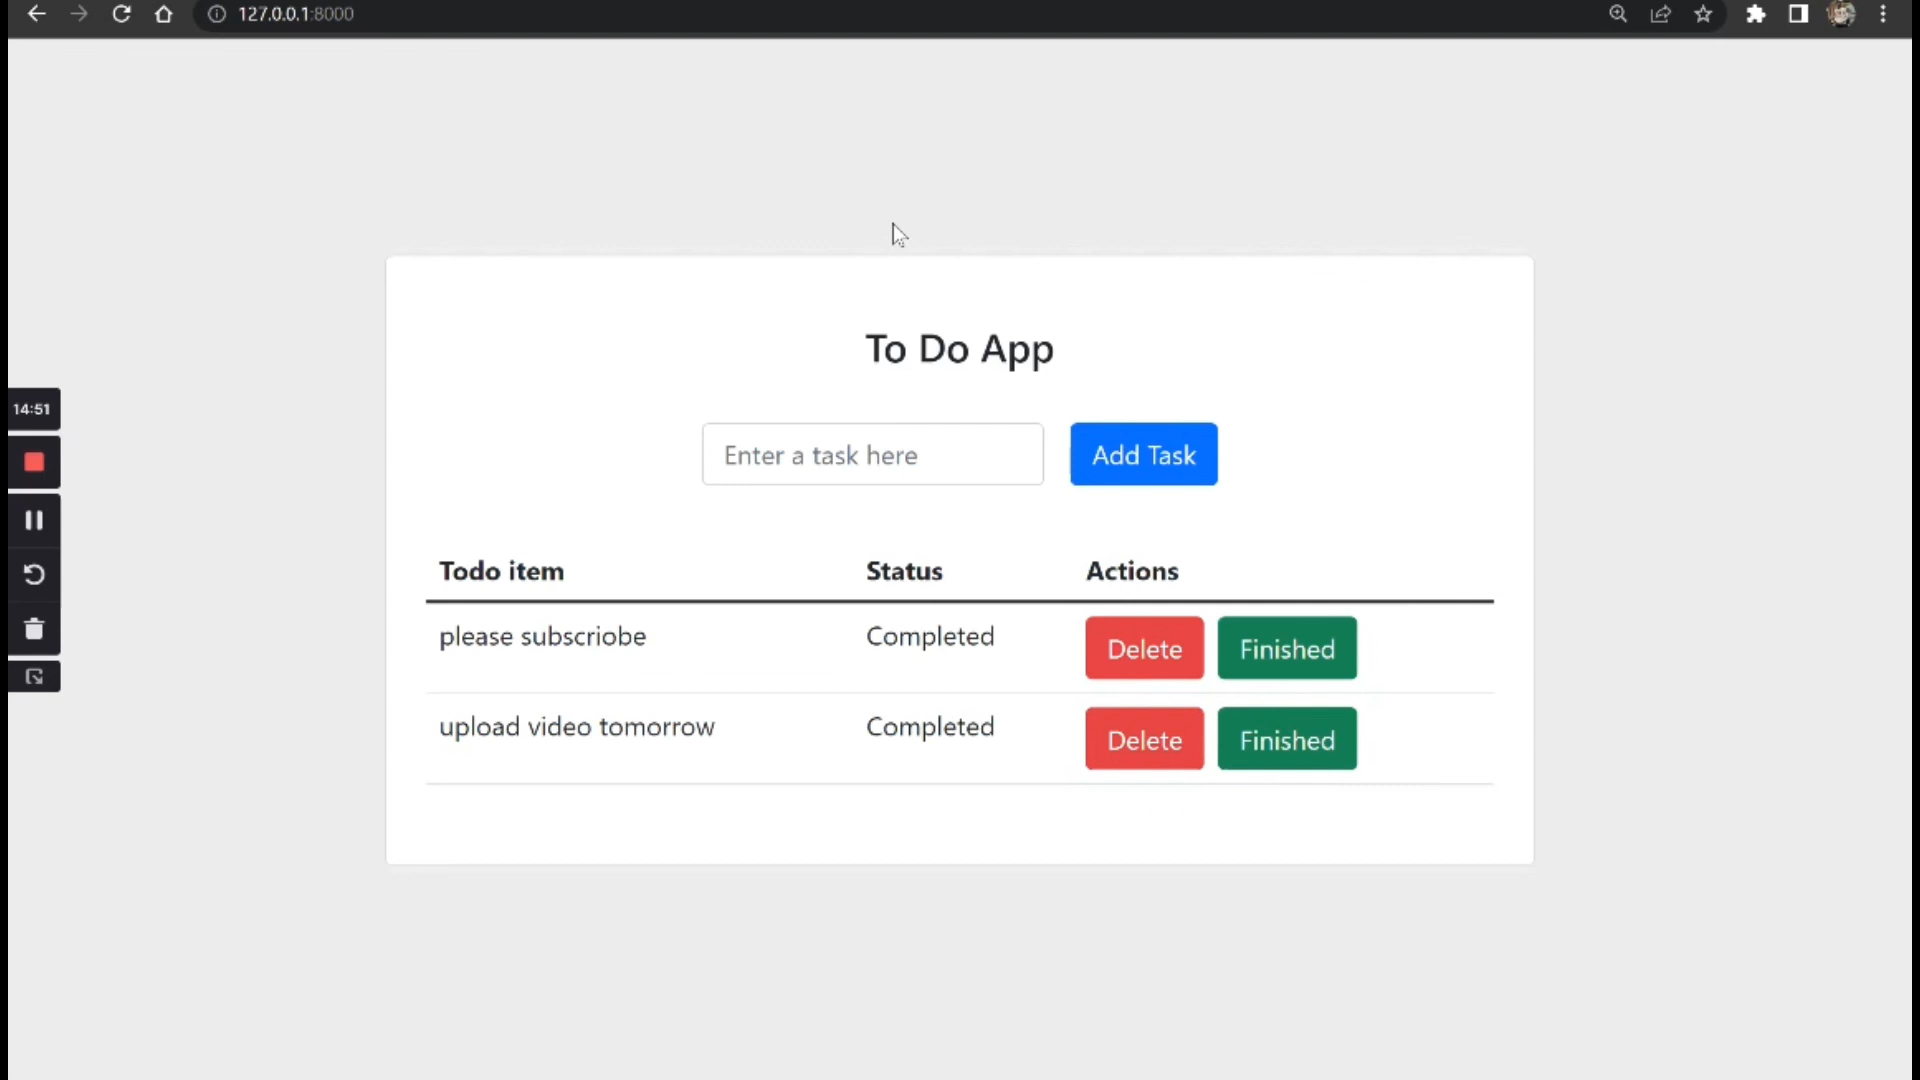 127.0.0.1:8000
To Do App
Enter a task here Add Task
14:51
Todo item Status Actions
please subscriobe Completed Delete Finished
upload video tomorrow Completed Delete Finished